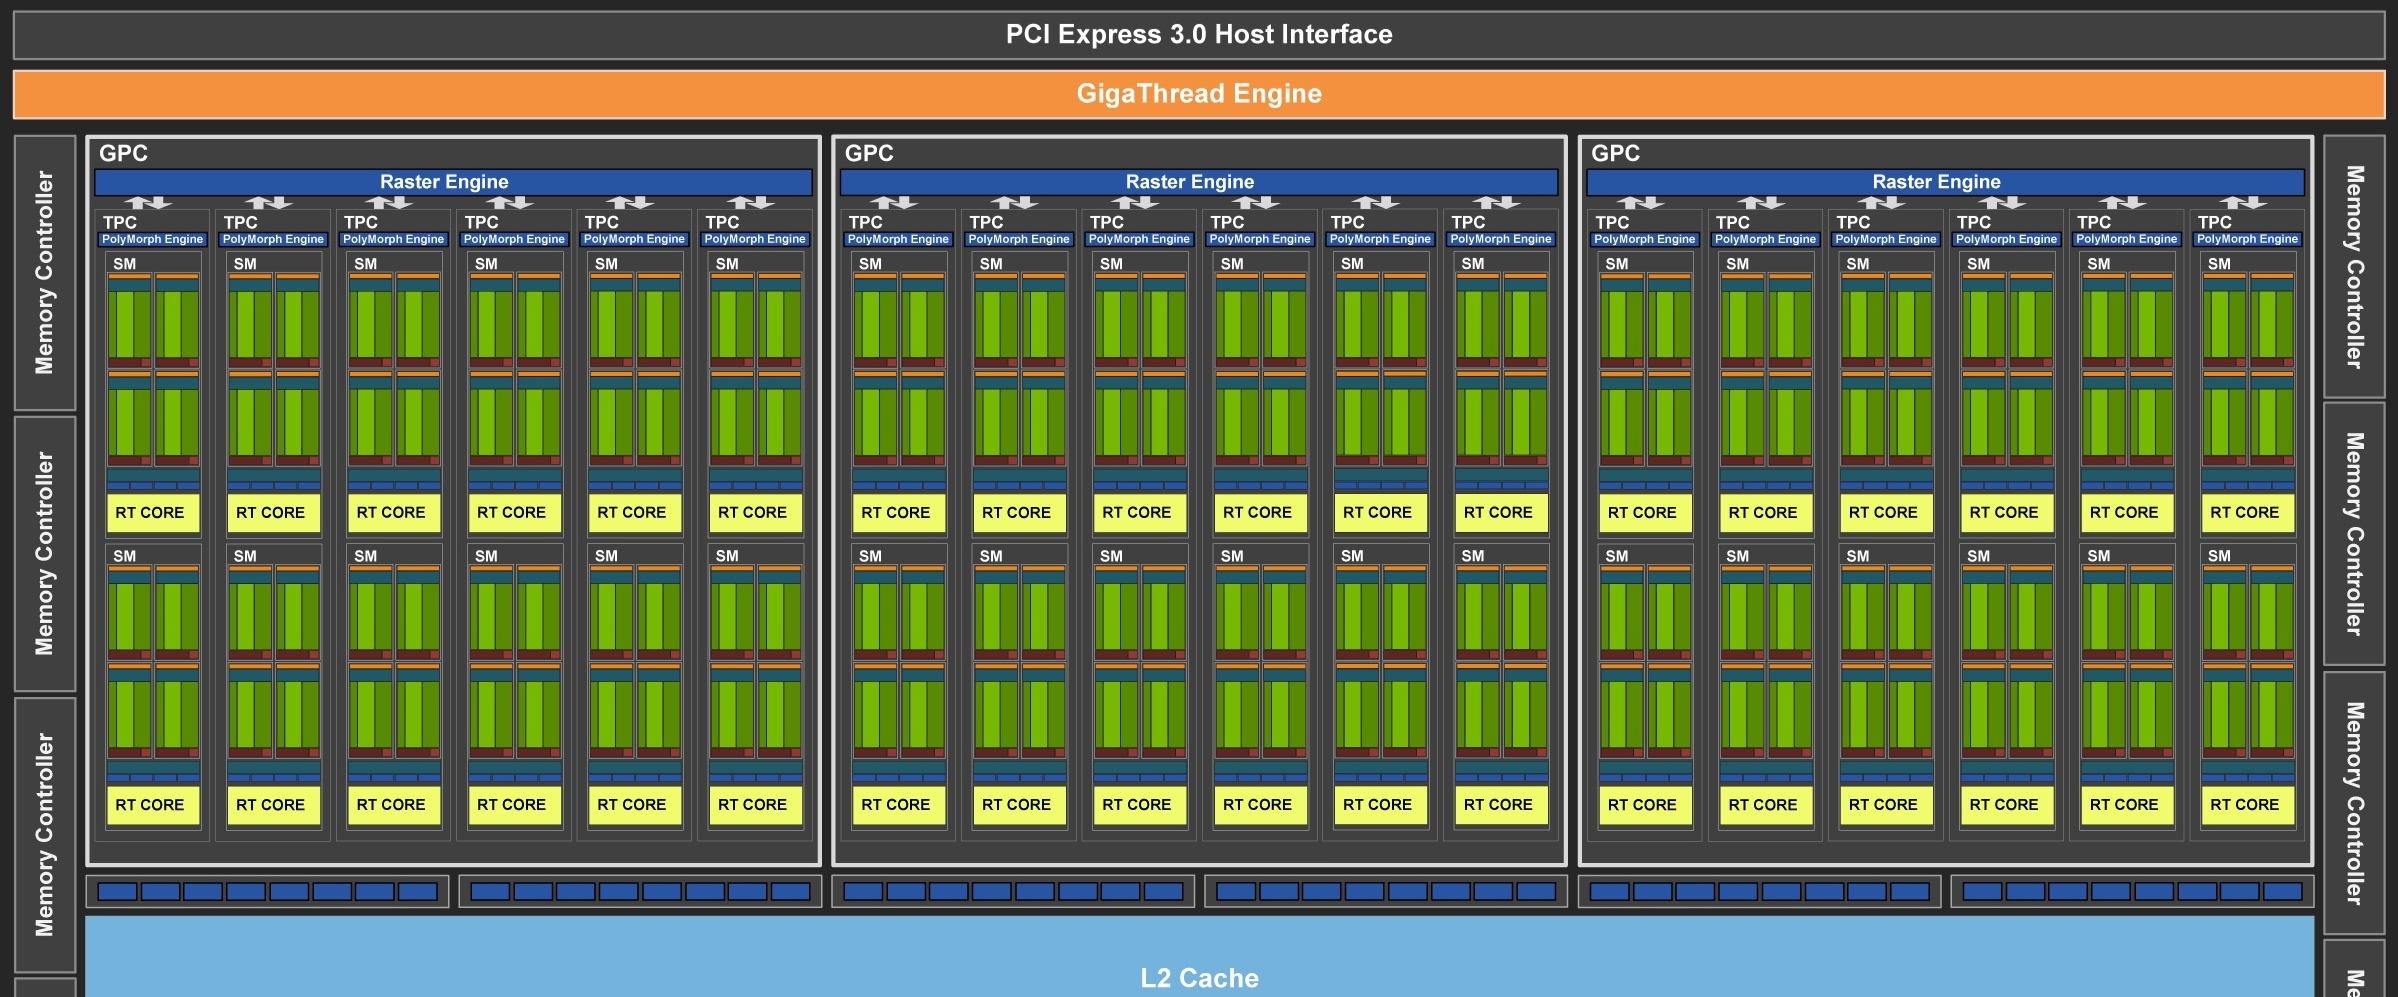 PCI Express 3.0 Host Interface
GigaThread Engine
Memory Controller
Memory Controller
Memory Controller
GPC GPC GPC
Raster Engine Raster Engine Raster Engine
TPC TPC TPC TPC TPC TPC TPC TPC TPC TPC TPC TPC TPC TPC TPC TPC TPC TPC
PolyMorph Engine PolyMorph Engine PolyMorph Engine PolyMorph Engine PolyMorph Engine PolyMorph Engine PolyMorph Engine PolyMorph Engine PolyMorph Engine PolyMorph Engine PolyMorph Engine PolyMorph Engine PolyMorph Engine PolyMorph Engine PolyMorph Engine PolyMorph Engine PolyMorph Engine PolyMorph Engine
SM SM SM SM SM SM SM SM SM SM SM SM SM SM SM SM SM SM
RT CORE RT CORE RT CORE RT CORE RT CORE RT CORE RT CORE RT CORE RT CORE RT CORE RT CORE RT CORE RT CORE RT CORE RT CORE RT CORE RT CORE RT CORE
SM SM SM SM SM SM SM SM SM SM SM SM SM SM SM SM SM SM
RT CORE RT CORE RT CORE RT CORE RT CORE RT CORE RT CORE RT CORE RT CORE RT CORE RT CORE RT CORE RT CORE RT CORE RT CORE RT CORE RT CORE RT CORE
Memory Controller
Memory Controller
Memory Controller
Me
L2 Cache